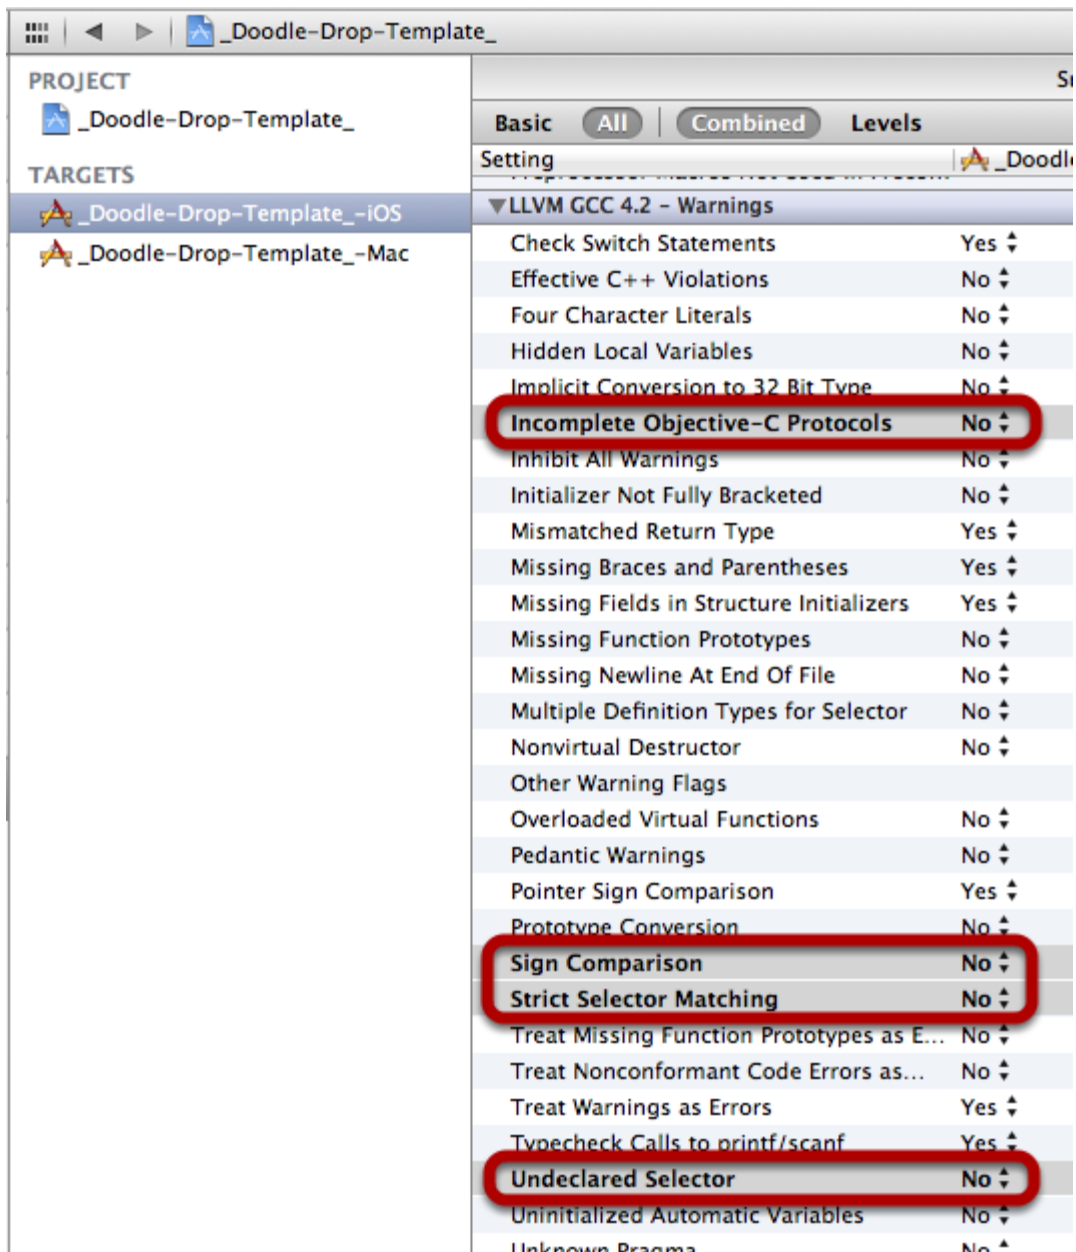 _Doodle-Drop-Template_
PROJECT
_Doodle-Drop-Template_
TARGETS
_Doodle-Drop-Template_-iOS
_Doodle-Drop-Template_-Mac
Basic All Combined Levels
Setting _Doodle
▼LLVM GCC 4.2 - Warnings
Check Switch Statements Yes
Effective C++ Violations No
Four Character Literals No
Hidden Local Variables No
Implicit Conversion to 32 Bit Type No
Incomplete Objective-C Protocols No
Inhibit All Warnings No
Initializer Not Fully Bracketed No
Mismatched Return Type Yes
Missing Braces and Parentheses Yes
Missing Fields in Structure Initializers Yes
Missing Function Prototypes No
Missing Newline At End Of File No
Multiple Definition Types for Selector No
Nonvirtual Destructor No
Other Warning Flags
Overloaded Virtual Functions No
Pedantic Warnings No
Pointer Sign Comparison Yes
Prototype Conversion No
Sign Comparison No
Strict Selector Matching No
Treat Missing Function Prototypes as E... No
Treat Nonconformant Code Errors as... No
Treat Warnings as Errors Yes
Typecheck Calls to printf/scanf Yes
Undeclared Selector No
Uninitialized Automatic Variables No
Unknown Pragma No